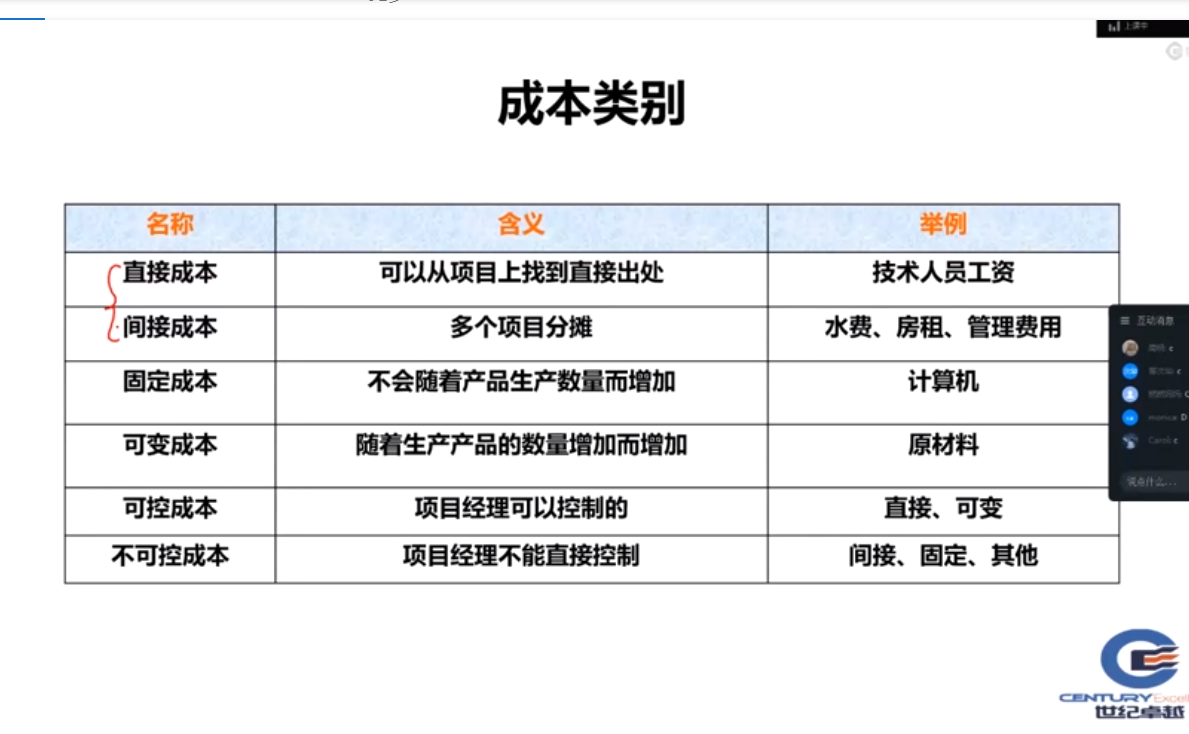 上课中
成本类别
名称 含义 举例
直接成本 可以从项目上找到直接出处 技术人员工资
间接成本 多个项目分摊 水费、房租、管理费用
固定成本 不会随着产品生产数量而增加 计算机
可变成本 随着生产产品的数量增加而增加 原材料
可控成本 项目经理可以控制的 直接、可变
不可控成本 项目经理不能直接控制 间接、固定、其他
互动消息
c
c
monica: D
Carol: c
说点什么...
CENTURY Excell
世纪卓越